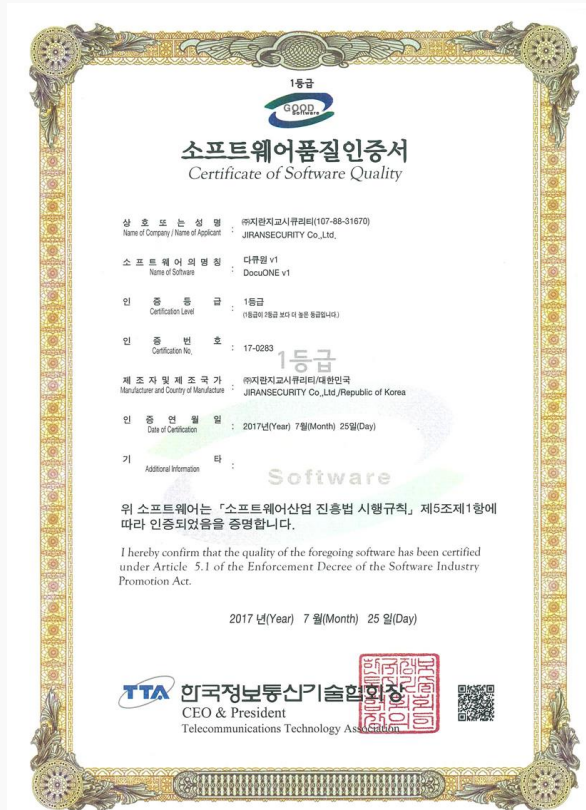 1등급
GOOD
Software
소프트웨어품질인증서
Certificate of Software Quality
상 호 또 는 성 명 : ㈜지란지교시큐리티(107-88-31670)
Name of Company / Name of Applicant JIRANSECURITY Co.,Ltd.
소 프 트 웨 어 의 명 칭 : 다큐원 v1
Name of Software DocuONE v1
인 증 등 급 : 1등급
Certification Level (1등급이 2등급 보다 더 높은 등급입니다.)
인 증 번 호 : 17-0283
Certification No.
1등급
제 조 자 및 제 조 국 가 : ㈜지란지교시큐리티/대한민국
Manufacturer and Country of Manufacture JIRANSECURITY Co.,Ltd./Republic of Korea
인 증 연 월 일 : 2017년(Year) 7월(Month) 25일(Day)
Date of Certification
기 타 :
Additional Information
Software
위 소프트웨어는 「소프트웨어산업 진흥법 시행규칙」 제5조제1항에
따라 인증되었음을 증명합니다.
I hereby confirm that the quality of the foregoing software has been certified
under Article 5.1 of the Enforcement Decree of the Software Industry
Promotion Act.
2017 년(Year) 7 월(Month) 25 일(Day)
TTA 한국정보통신기술협회장
CEO & President
Telecommunications Technology Association